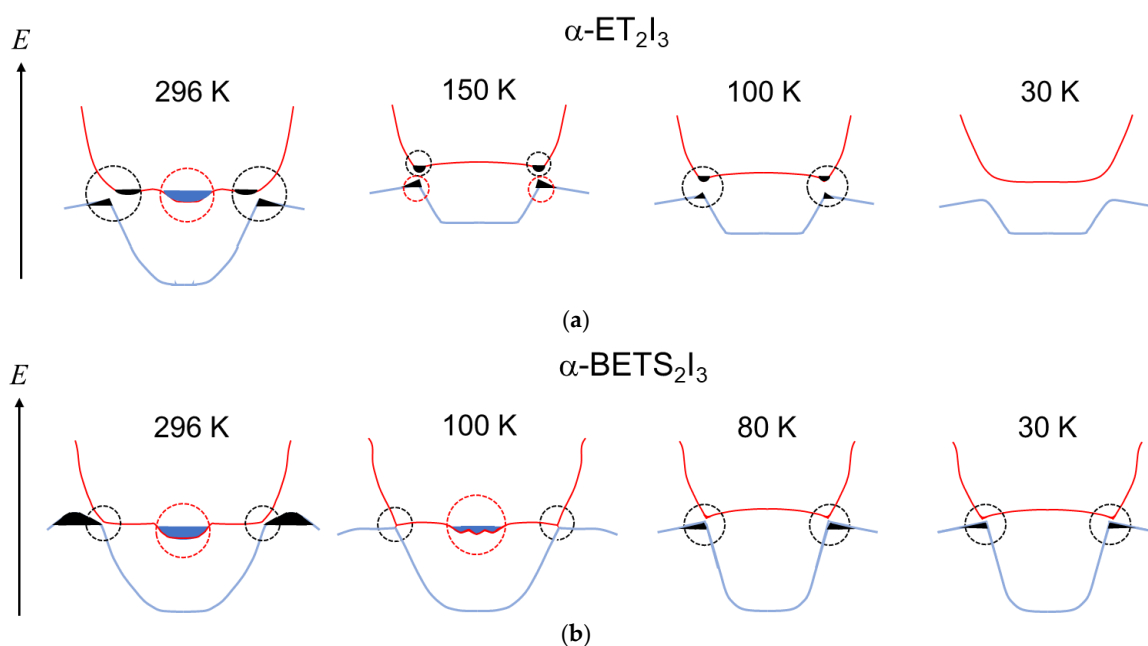 α-ET₂I₃
E
296 K
150 K
100 K
30 K
(a)
α-BETS₂I₃
E
296 K
100 K
80 K
30 K
(b)